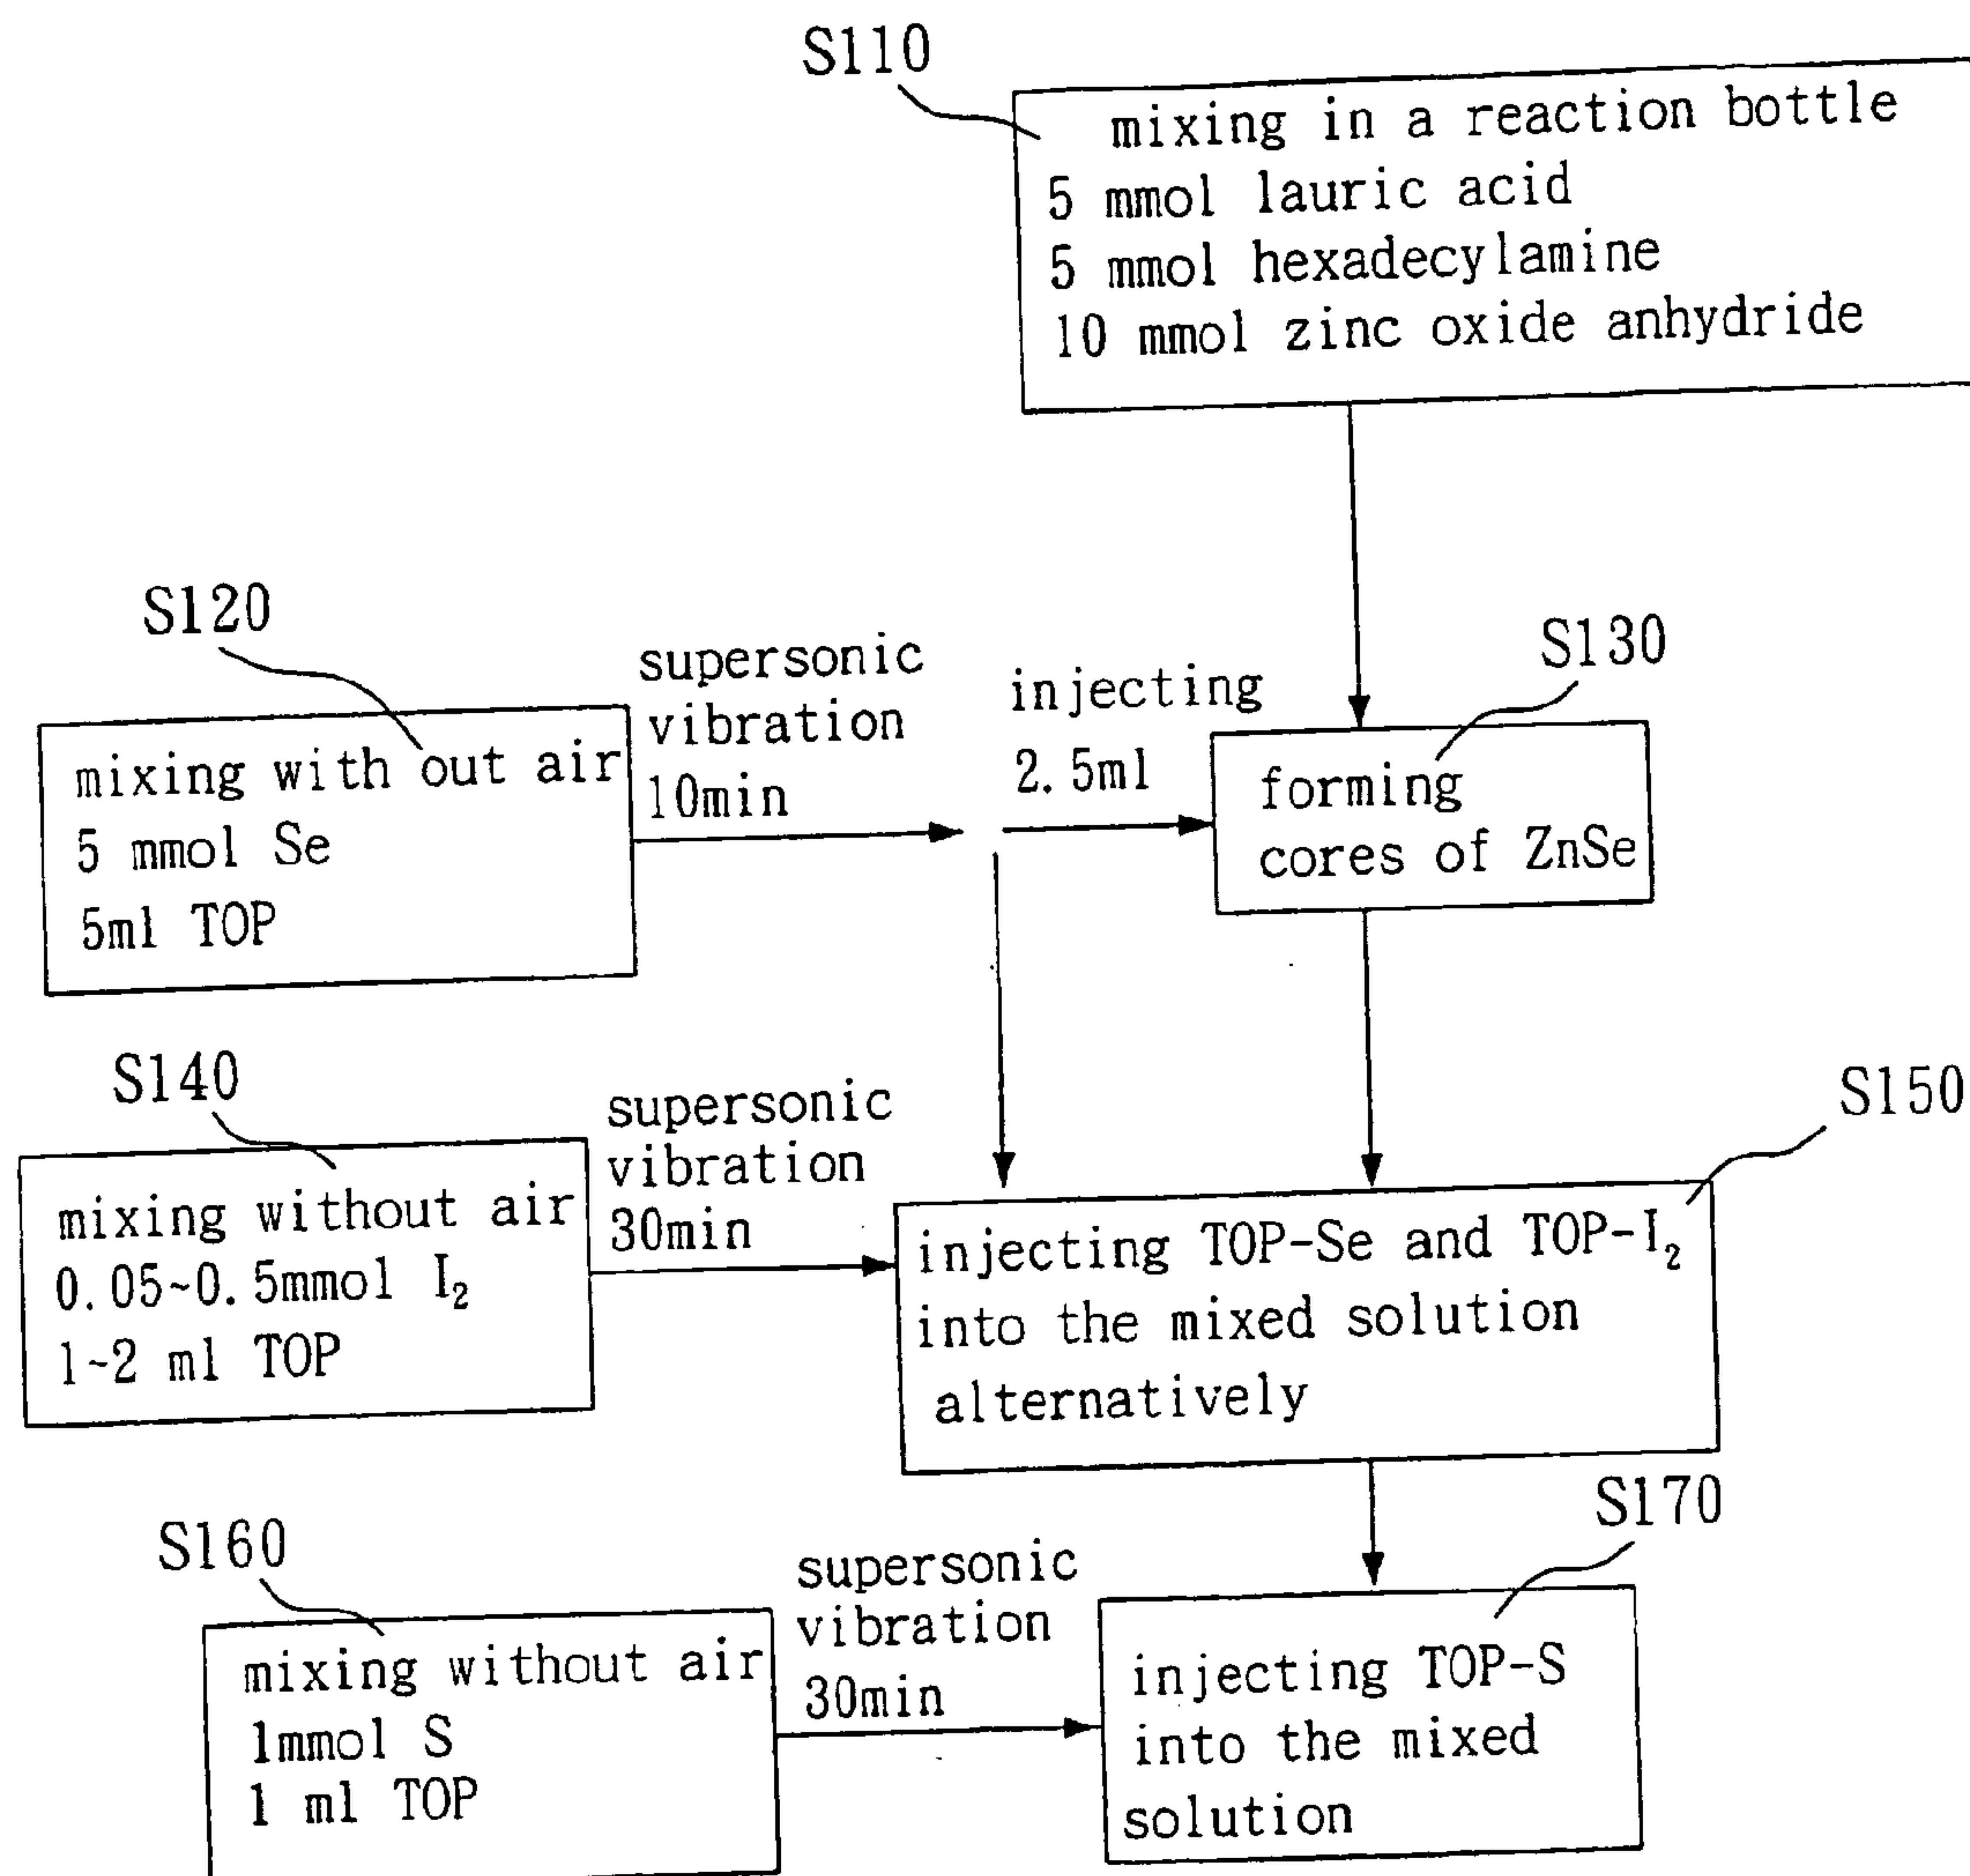 S110
mixing in a reaction bottle
5 mmol lauric acid
5 mmol hexadecylamine
10 mmol zinc oxide anhydride
S120
mixing with out air
5 mmol Se
5ml TOP
supersonic
vibration
10min
injecting
2.5ml
S130
forming
cores of ZnSe
S140
mixing without air
0.05~0.5mmol I₂
1~2 ml TOP
supersonic
vibration
30min
S150
injecting TOP-Se and TOP-I₂
into the mixed solution
alternatively
S160
mixing without air
1mmol S
1 ml TOP
supersonic
vibration
30min
S170
injecting TOP-S
into the mixed
solution